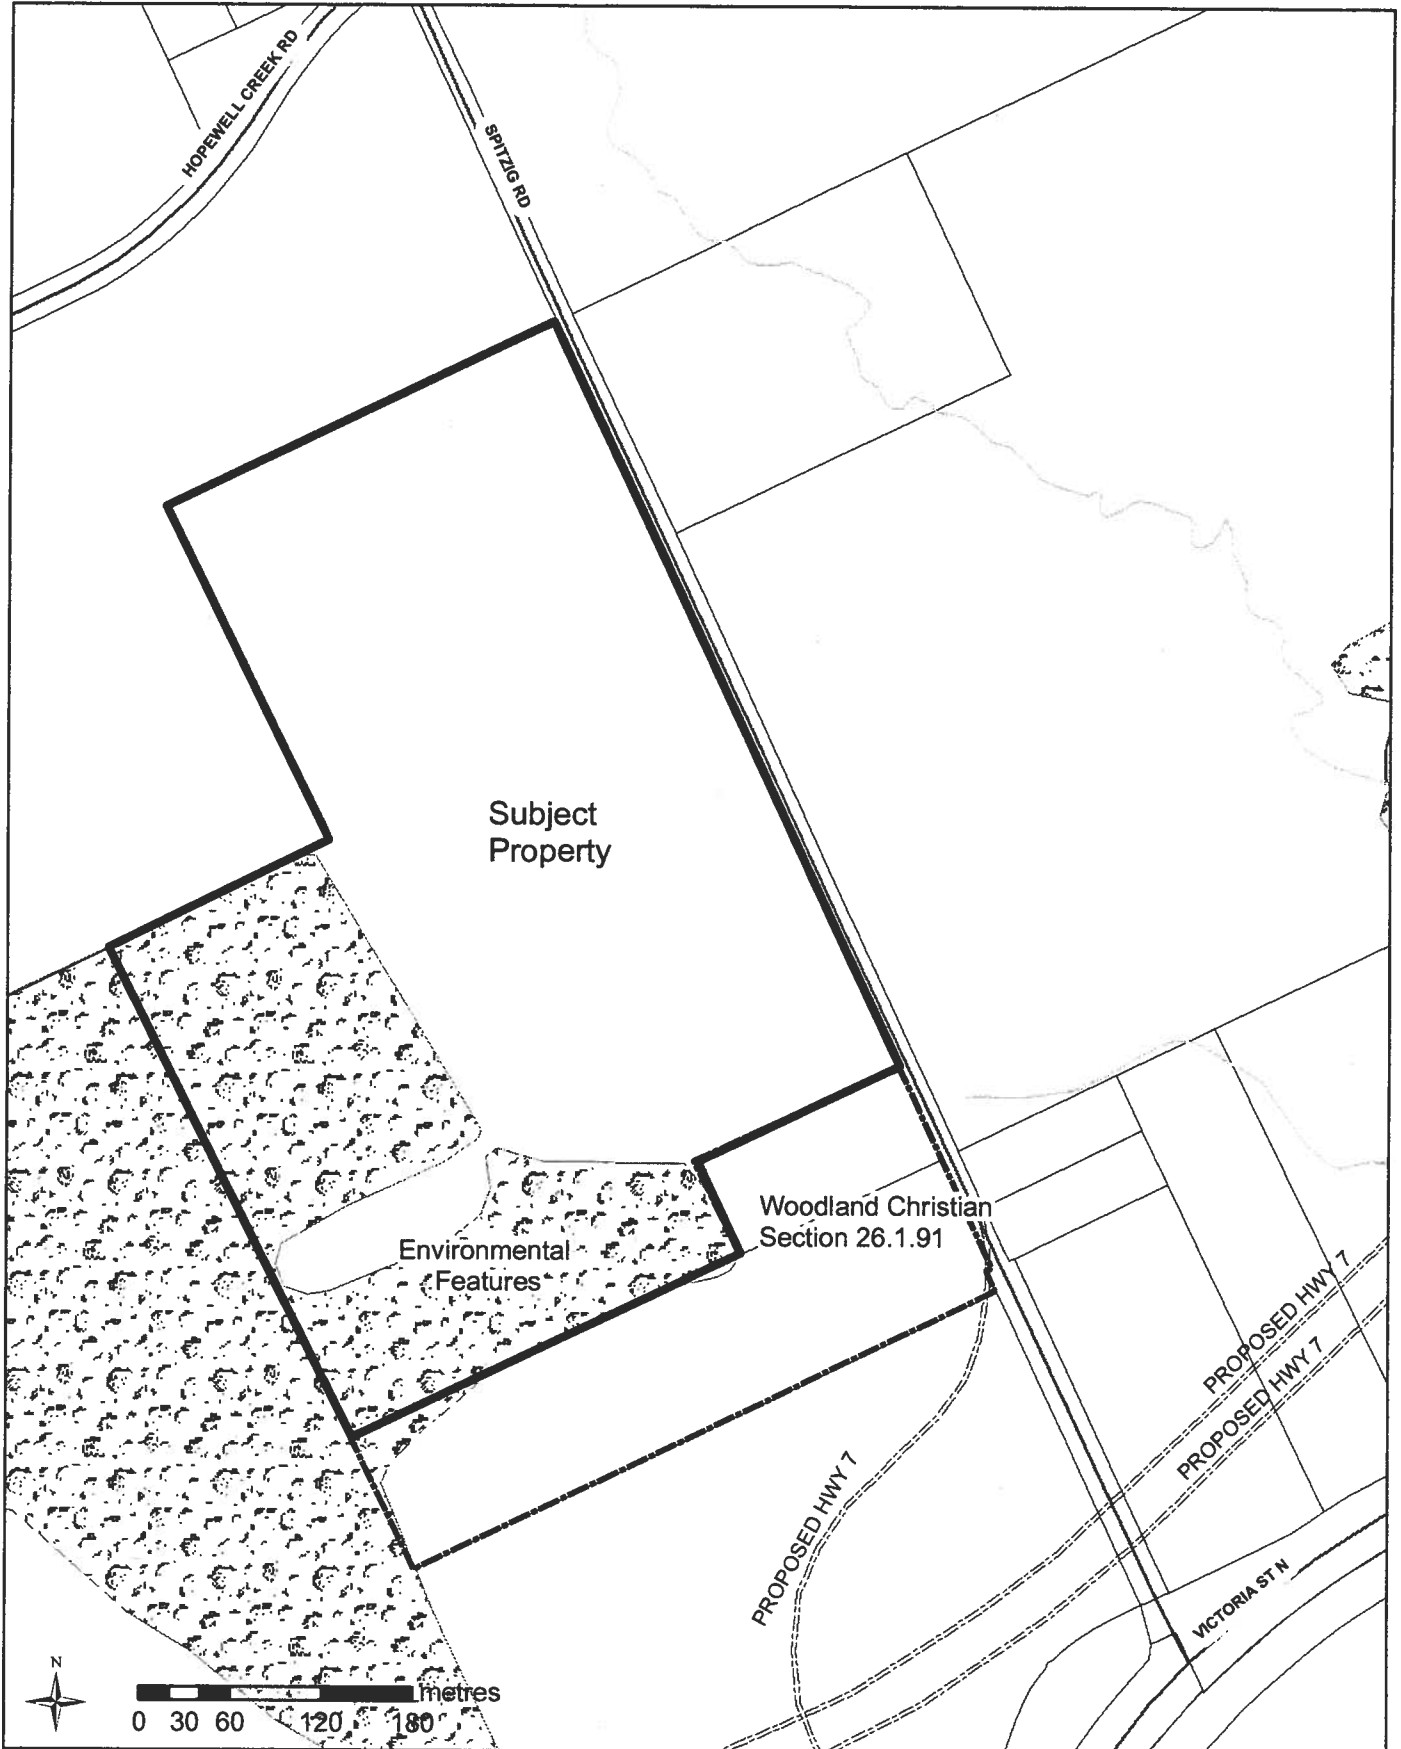 HOPEWELL CREEK RD
SPITZIG RD
Subject
Property
Woodland Christian
Section 26.1.91
Environmental
Features
PROPOSED HWY 7
PROPOSED HWY 7
PROPOSED HWY 7
VICTORIA ST N
N
metres
0 30 60 120 180